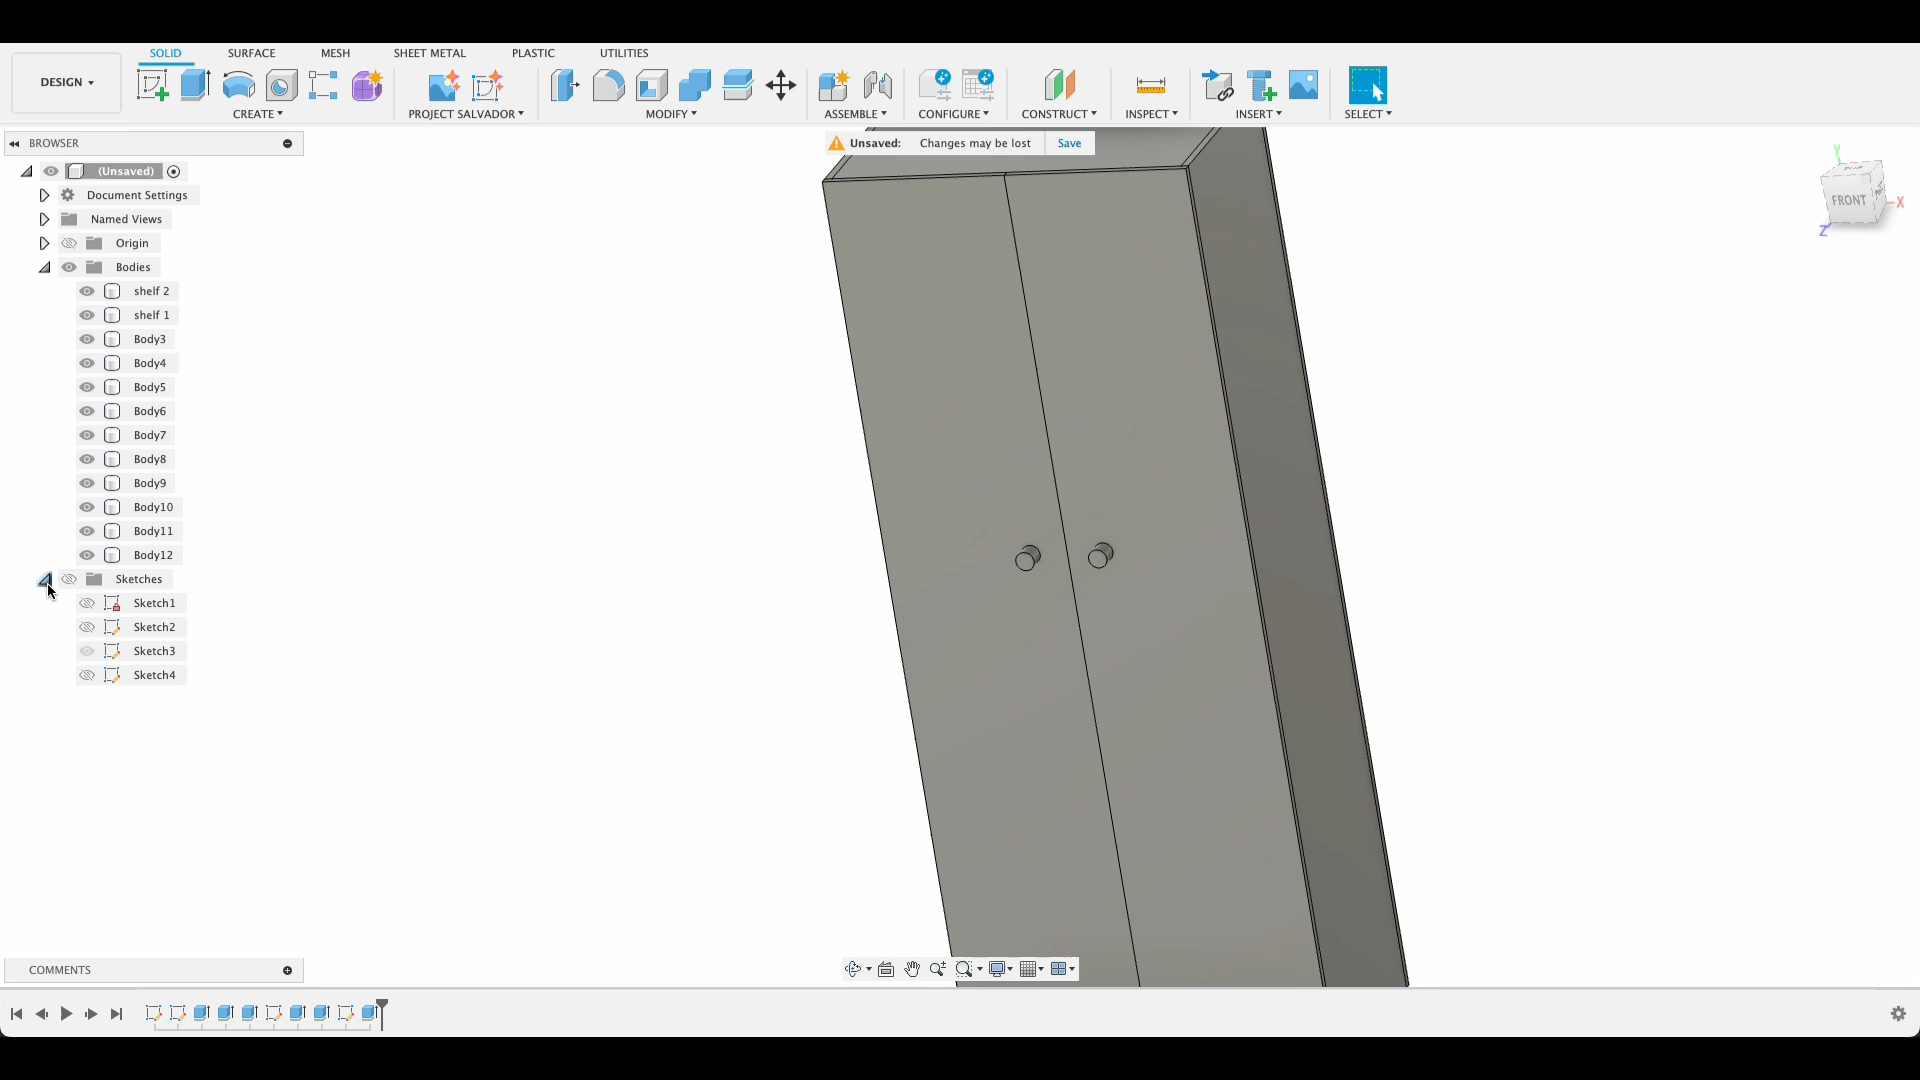 SOLID SURFACE MESH SHEET METAL PLASTIC UTILITIES
DESIGN
CREATE PROJECT SALVADOR MODIFY ASSEMBLE CONFIGURE CONSTRUCT INSPECT INSERT SELECT
BROWSER
Unsaved: Changes may be lost Save
(Unsaved)
Document Settings
Named Views
Origin
Bodies
shelf 2
shelf 1
Body3
Body4
Body5
Body6
Body7
Body8
Body9
Body10
Body11
Body12
Sketches
Sketch1
Sketch2
Sketch3
Sketch4
Y
FRONT
X
Z
COMMENTS